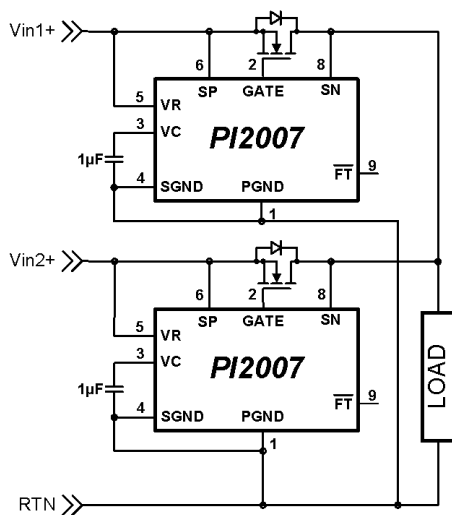 Vin1+
6 2 8
5 SP GATE SN
VR
3 VC
PI2007
1µF
FT 9
4 SGND PGND
1
Vin2+
6 2 8
5 SP GATE SN
VR
3 VC
PI2007
1µF
FT 9
4 SGND PGND
1
LOAD
RTN